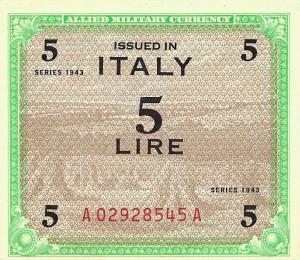 ALLIED MILITARY CURRENCY
5 ISSUED IN 5
SERIES 1943
ITALY
5
LIRE
SERIES 1943
5 A 02928545 A 5